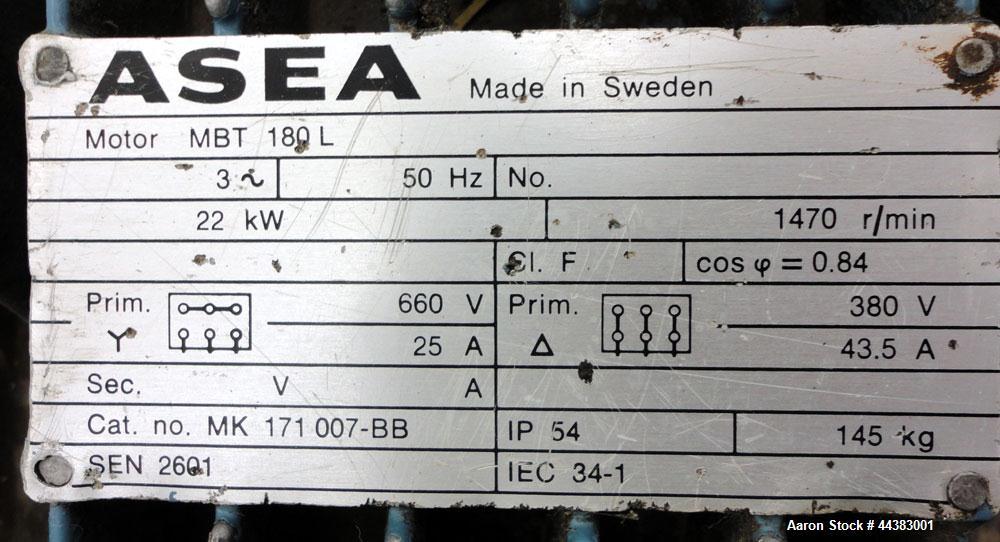 ASEA Made in Sweden
Motor MBT 180 L
3 ~ 50 Hz No.
22 kW 1470 r/min
Cl. F cos φ = 0.84
Prim. 660 V Prim. 380 V
Y 25 A Δ 43.5 A
Sec. V A
Cat. no. MK 171 007-BB IP 54 145 kg
SEN 2601 IEC 34-1
Aaron Stock # 44383001